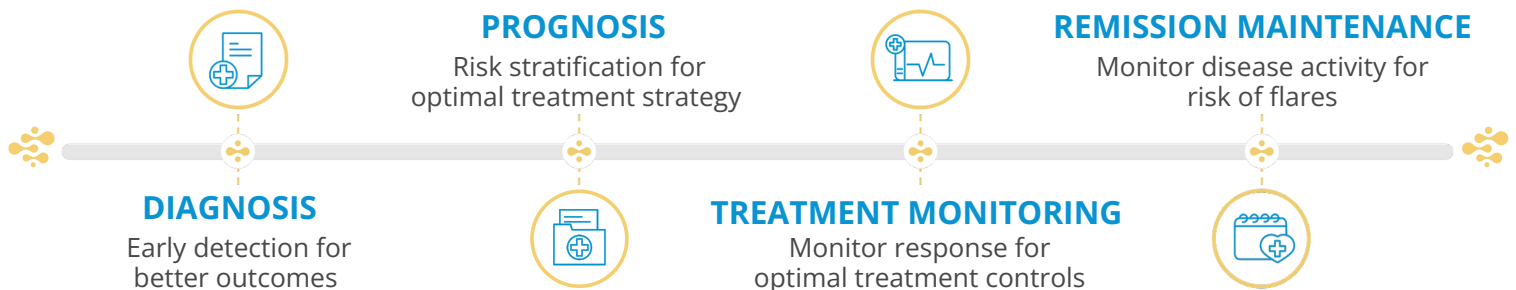 DIAGNOSIS
Early detection for
better outcomes
PROGNOSIS
Risk stratification for
optimal treatment strategy
TREATMENT MONITORING
Monitor response for
optimal treatment controls
REMISSION MAINTENANCE
Monitor disease activity for
risk of flares